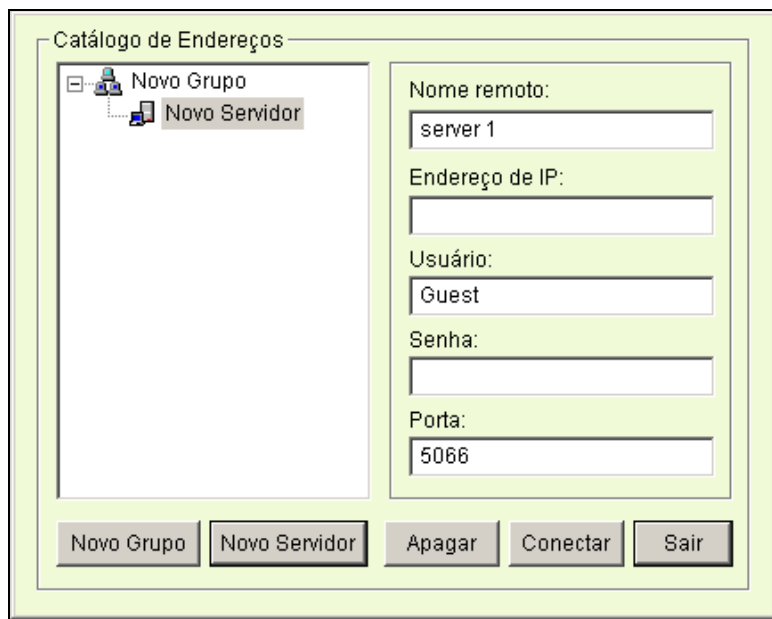 Catálogo de Endereços
Novo Grupo
Novo Servidor
Nome remoto:
server 1
Endereço de IP:
Usuário:
Guest
Senha:
Porta:
5066
Novo Grupo
Novo Servidor
Apagar
Conectar
Sair